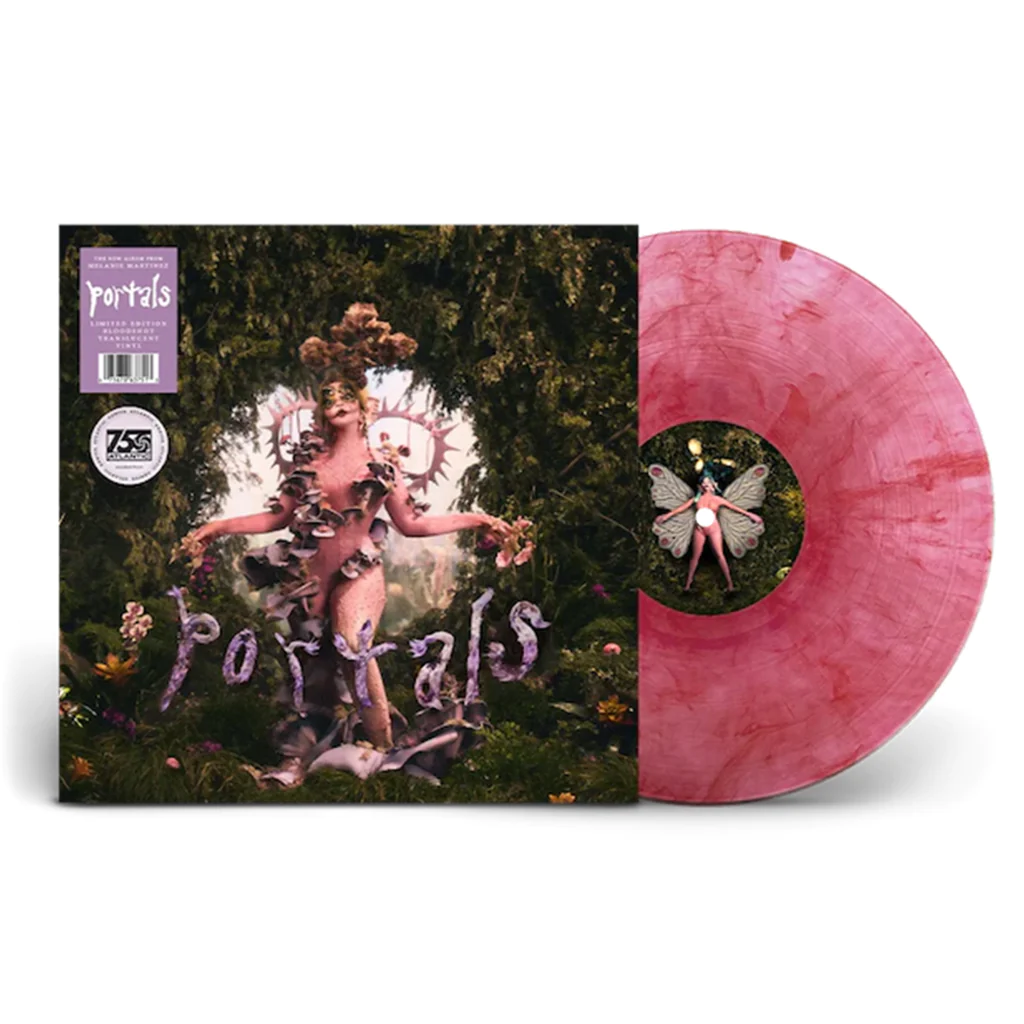 THE NEW ALBUM FROM
MELANIE MARTINEZ
portals
LIMITED EDITION
BLOODSHOT
TRANSLUCENT
VINYL
75
ATLANTIC
portals